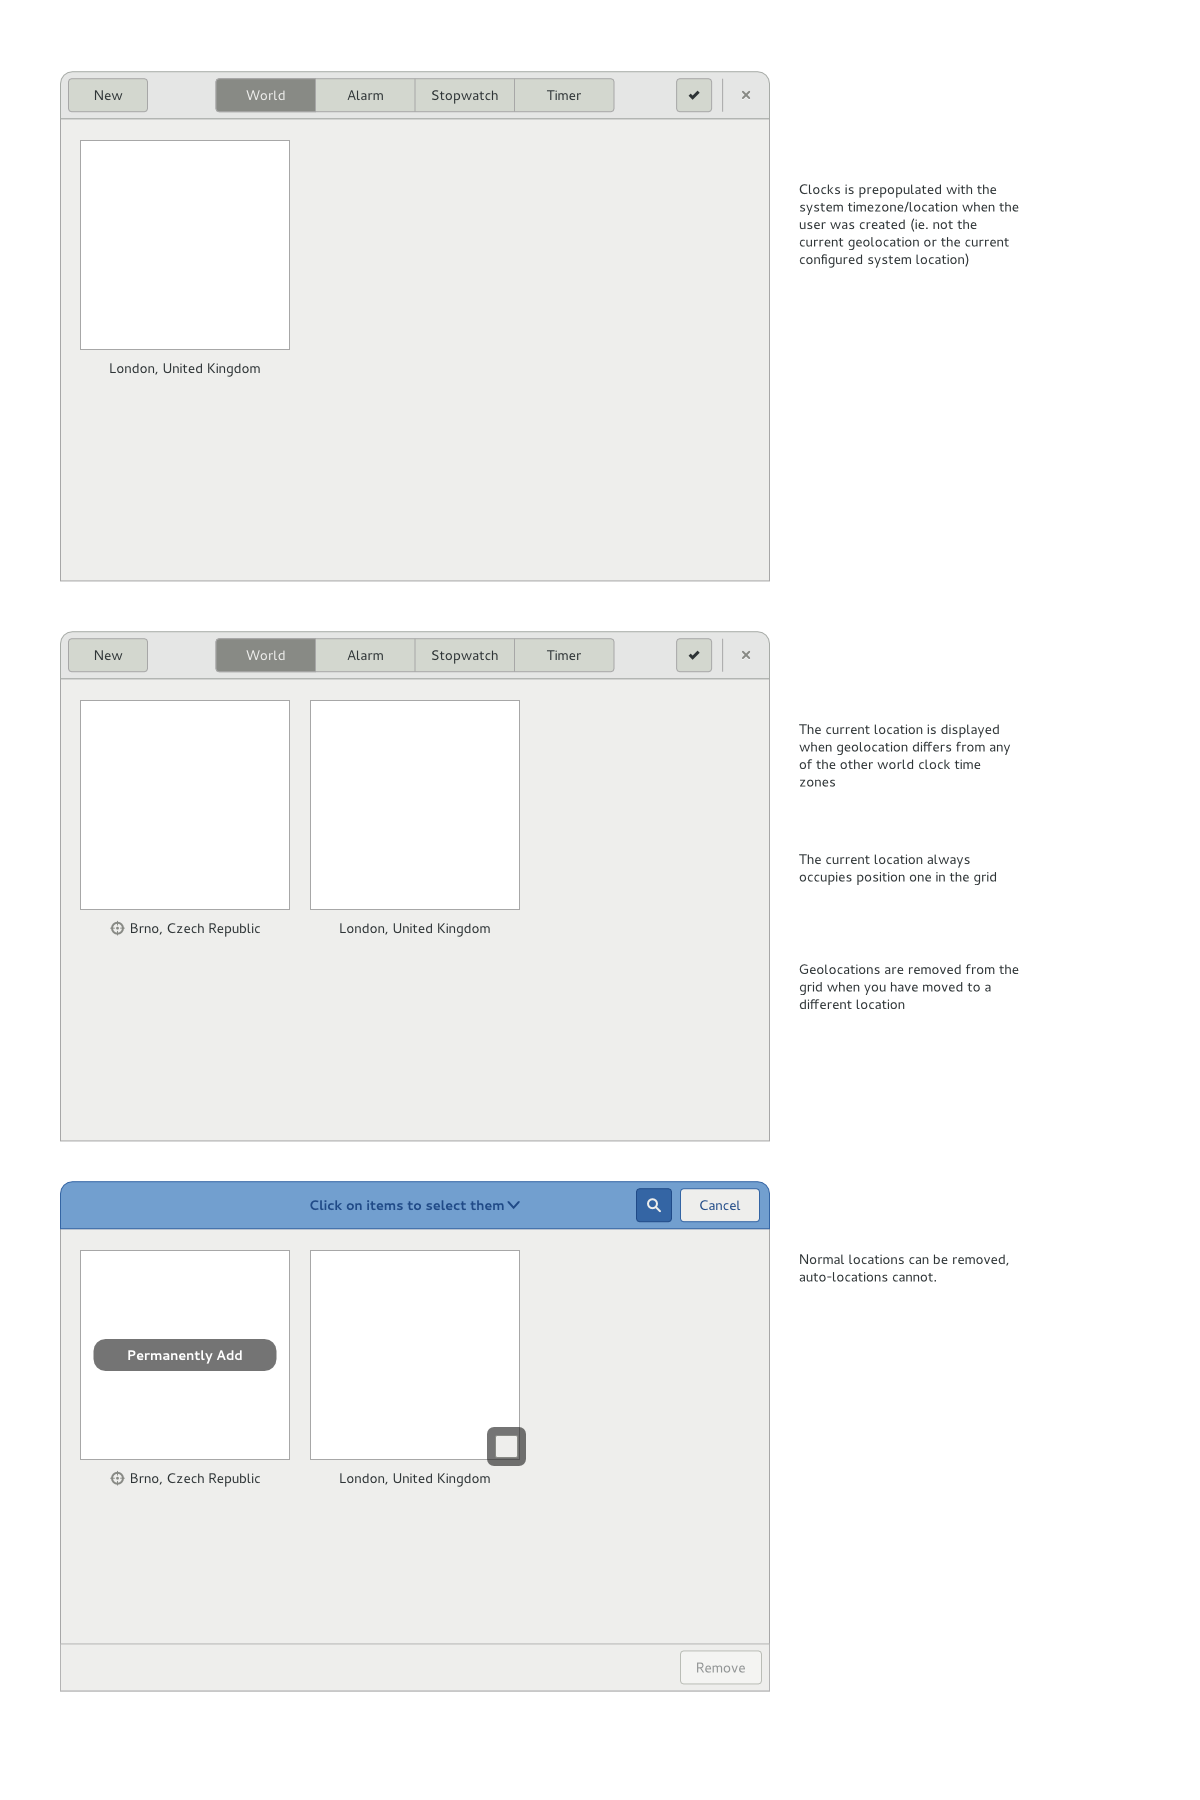 New World Alarm Stopwatch Timer
London, United Kingdom
Clocks is prepopulated with the
system timezone/location when the
user was created (ie. not the
current geolocation or the current
configured system location)
New World Alarm Stopwatch Timer
Brno, Czech Republic London, United Kingdom
The current location is displayed
when geolocation differs from any
of the other world clock time
zones
The current location always
occupies position one in the grid
Geolocations are removed from the
grid when you have moved to a
different location
Click on items to select them Cancel
Permanently Add
Brno, Czech Republic London, United Kingdom
Remove
Normal locations can be removed,
auto-locations cannot.